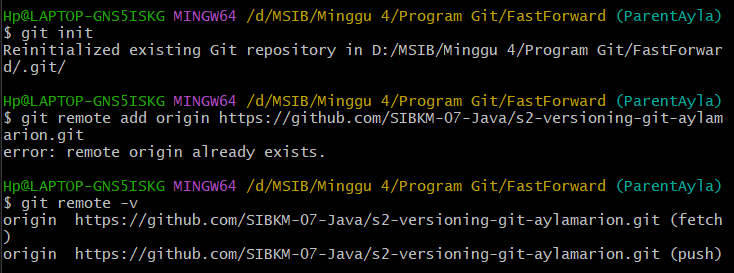 Hp@LAPTOP-GNS5ISKG MINGW64 /d/MSIB/Minggu 4/Program Git/FastForward (ParentAyla)
$ git init
Reinitialized existing Git repository in D:/MSIB/Minggu 4/Program Git/FastForwar
d/.git/
Hp@LAPTOP-GNS5ISKG MINGW64 /d/MSIB/Minggu 4/Program Git/FastForward (ParentAyla)
$ git remote add origin https://github.com/SIBKM-07-Java/s2-versioning-git-aylam
arion.git
error: remote origin already exists.
Hp@LAPTOP-GNS5ISKG MINGW64 /d/MSIB/Minggu 4/Program Git/FastForward (ParentAyla)
$ git remote -v
origin  https://github.com/SIBKM-07-Java/s2-versioning-git-aylamarion.git (fetch
)
origin  https://github.com/SIBKM-07-Java/s2-versioning-git-aylamarion.git (push)